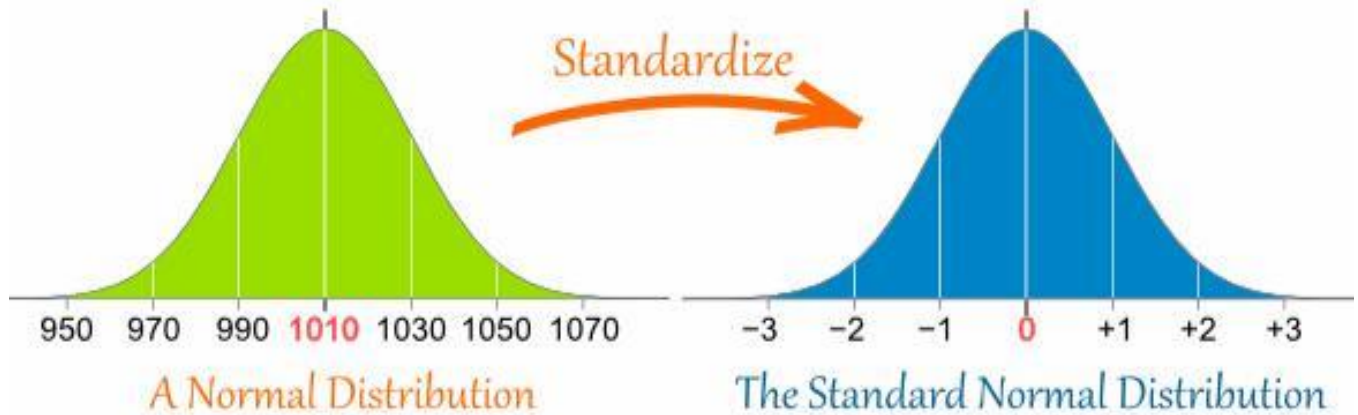 Standardize
950 970 990 1010 1030 1050 1070
−3 −2 −1 0 +1 +2 +3
A Normal Distribution
The Standard Normal Distribution